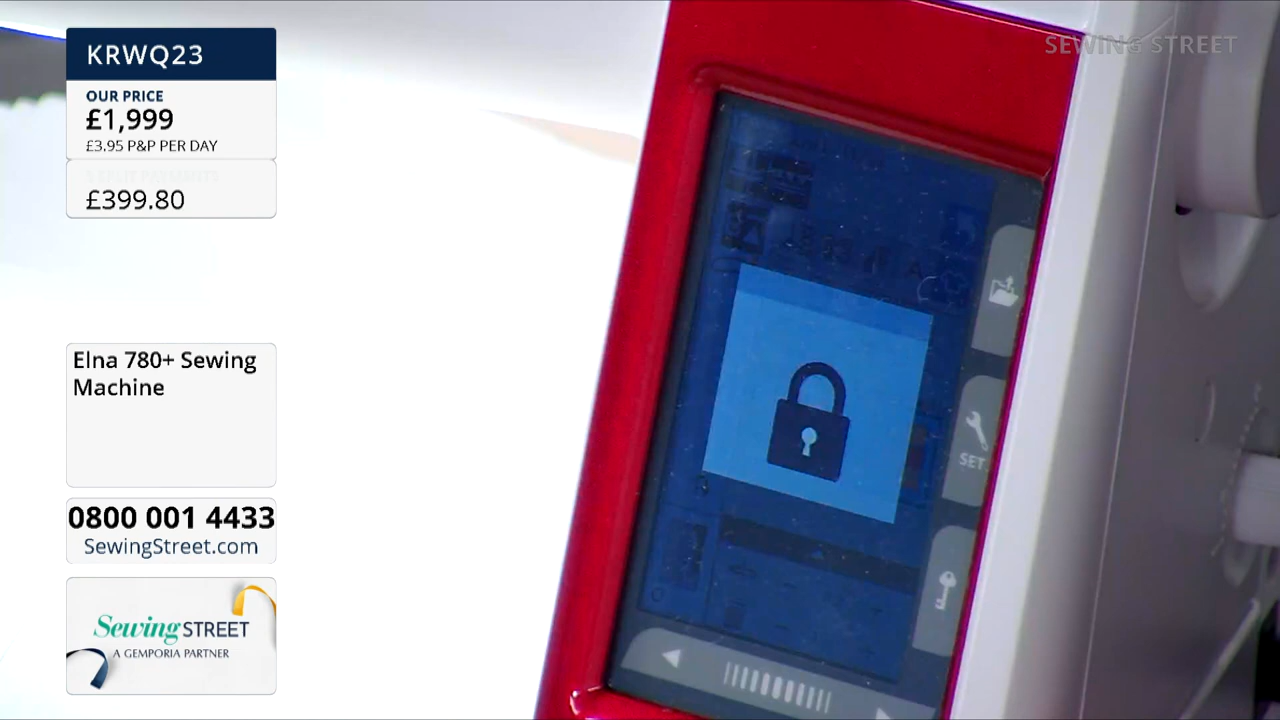 KRWQ23
OUR PRICE
£1,999
£3.95 P&P PER DAY
£399.80
Elna 780+ Sewing
Machine
0800 001 4433
SewingStreet.com
Sewing STREET
A GEMPORIA PARTNER
SEWING STREET
SET